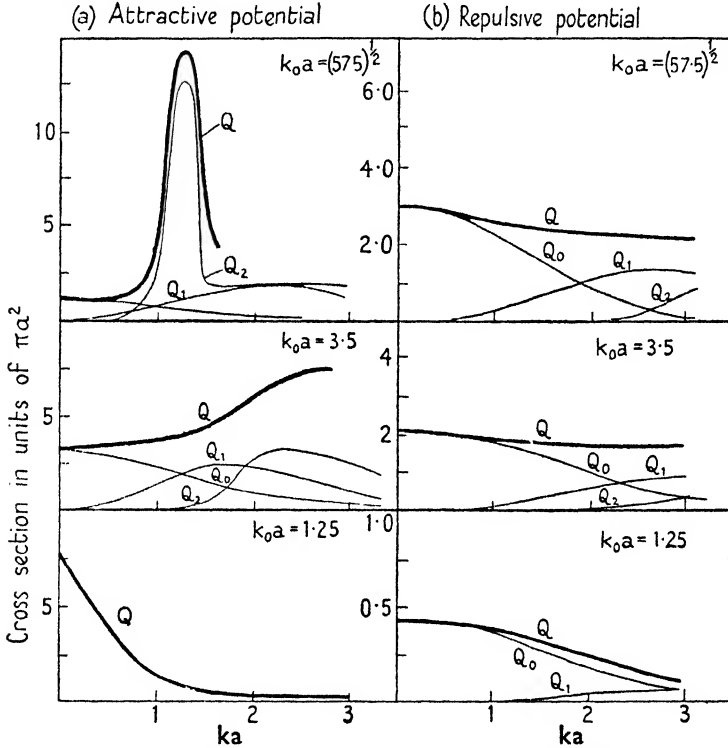 (a) Attractive potential
(b) Repulsive potential
Cross section in units of πa²
k₀a=(575)^½
10
5
Q
Q₂
Q₁
k₀a=(57·5)^½
6·0
4·0
2·0
Q
Q₀
Q₁
Q₂
k₀a=3·5
5
Q
Q₁
Q₀
Q₂
k₀a=3·5
4
2
Q
Q₀
Q₁
Q₂
k₀a=1·25
5
Q
1 2 3
ka
k₀a=1·25
1·0
0·5
Q
Q₀
Q₁
1 2 3
ka